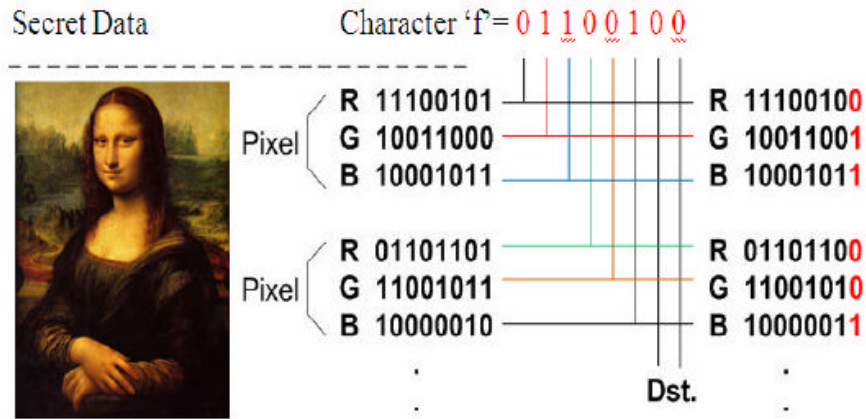 Secret Data Character ‘f’= 0 1 1 0 0 1 0 0
Pixel
R 11100101
G 10011000
B 10001011
R 11100100
G 10011001
B 10001011
Pixel
R 01101101
G 11001011
B 10000010
R 01101100
G 11001010
B 10000011
Dst.